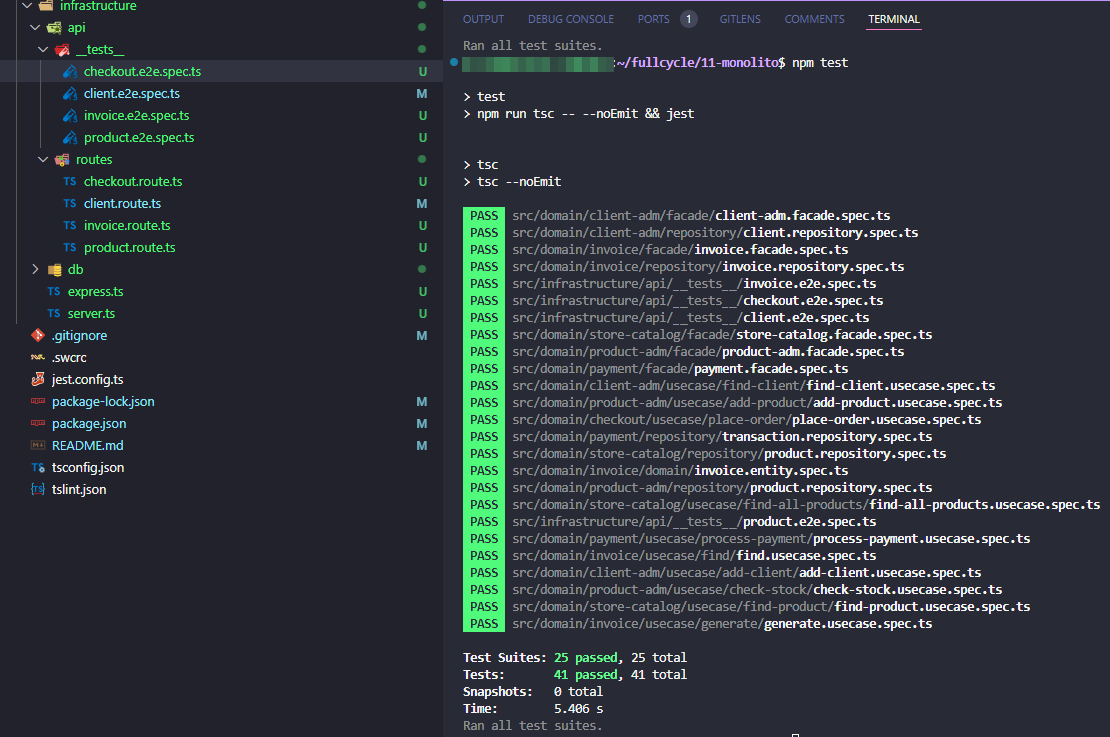 infrastructure
api
__tests__
checkout.e2e.spec.ts U
client.e2e.spec.ts M
invoice.e2e.spec.ts U
product.e2e.spec.ts U
routes
TS checkout.route.ts U
TS client.route.ts M
TS invoice.route.ts U
TS product.route.ts U
db
TS express.ts U
TS server.ts U
.gitignore M
.swcrc
jest.config.ts
package-lock.json M
package.json M
README.md M
tsconfig.json
tslint.json
OUTPUT DEBUG CONSOLE PORTS 1 GITLENS COMMENTS TERMINAL
Ran all test suites.
:~/fullcycle/11-monolito$ npm test
> test
> npm run tsc -- --noEmit && jest
> tsc
> tsc --noEmit
PASS src/domain/client-adm/facade/client-adm.facade.spec.ts
PASS src/domain/client-adm/repository/client.repository.spec.ts
PASS src/domain/invoice/facade/invoice.facade.spec.ts
PASS src/domain/invoice/repository/invoice.repository.spec.ts
PASS src/infrastructure/api/__tests__/invoice.e2e.spec.ts
PASS src/infrastructure/api/__tests__/checkout.e2e.spec.ts
PASS src/infrastructure/api/__tests__/client.e2e.spec.ts
PASS src/domain/store-catalog/facade/store-catalog.facade.spec.ts
PASS src/domain/product-adm/facade/product-adm.facade.spec.ts
PASS src/domain/payment/facade/payment.facade.spec.ts
PASS src/domain/client-adm/usecase/find-client/find-client.usecase.spec.ts
PASS src/domain/product-adm/usecase/add-product/add-product.usecase.spec.ts
PASS src/domain/checkout/usecase/place-order/place-order.usecase.spec.ts
PASS src/domain/payment/repository/transaction.repository.spec.ts
PASS src/domain/store-catalog/repository/product.repository.spec.ts
PASS src/domain/invoice/domain/invoice.entity.spec.ts
PASS src/domain/product-adm/repository/product.repository.spec.ts
PASS src/domain/store-catalog/usecase/find-all-products/find-all-products.usecase.spec.ts
PASS src/infrastructure/api/__tests__/product.e2e.spec.ts
PASS src/domain/payment/usecase/process-payment/process-payment.usecase.spec.ts
PASS src/domain/invoice/usecase/find/find.usecase.spec.ts
PASS src/domain/client-adm/usecase/add-client/add-client.usecase.spec.ts
PASS src/domain/product-adm/usecase/check-stock/check-stock.usecase.spec.ts
PASS src/domain/store-catalog/usecase/find-product/find-product.usecase.spec.ts
PASS src/domain/invoice/usecase/generate/generate.usecase.spec.ts
Test Suites: 25 passed, 25 total
Tests: 41 passed, 41 total
Snapshots: 0 total
Time: 5.406 s
Ran all test suites.